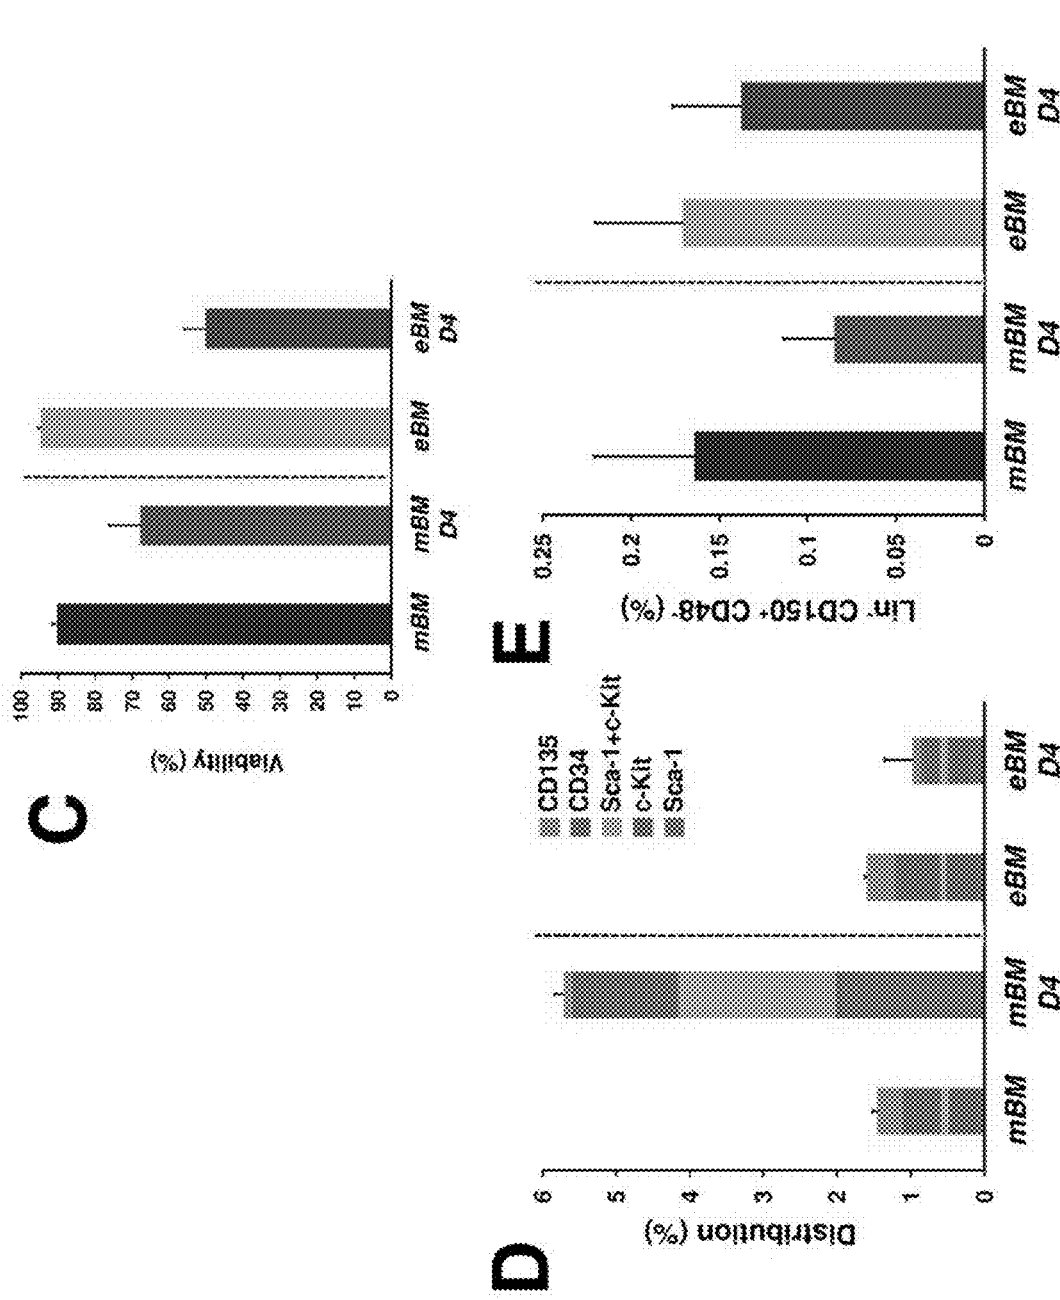 C
Viability (%)
100
90
80
70
60
50
40
30
20
10
0
mBM
mBM
D4
eBM
eBM
D4
D
Distribution (%)
6
5
4
3
2
1
0
CD135
CD34
Sca-1+c-Kit
c-Kit
Sca-1
mBM
mBM
D4
eBM
eBM
D4
E
Lin- CD150+ CD48- (%)
0.25
0.2
0.15
0.1
0.05
0
mBM
mBM
D4
eBM
eBM
D4